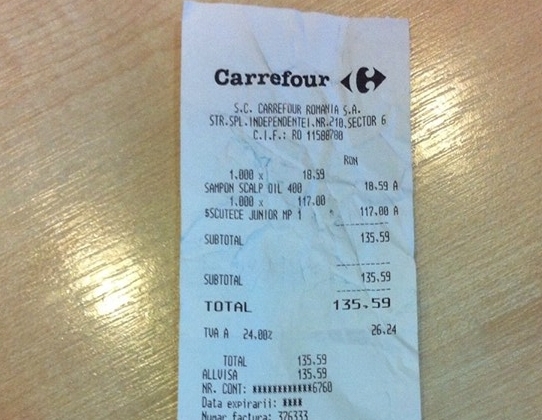 Carrefour
S.C. CARREFOUR ROMANIA S.A.
STR.SPL.INDEPENDENTEI.NR.210.SECTOR 6
C.I.F.: RO 11588780
RON
1.000 x 18.59
SAMPON SCALP OIL 400 18.59 A
1.000 x 117.00
$SCUTECE JUNIOR MP 1 117.00 A
SUBTOTAL 135.59
SUBTOTAL 135.59
TOTAL 135.59
TVA A 24.00% 26.24
TOTAL 135.59
ALLVISA 135.59
NR. CONT: ************6760
Data expirarii: ****
Numar factura: 326333